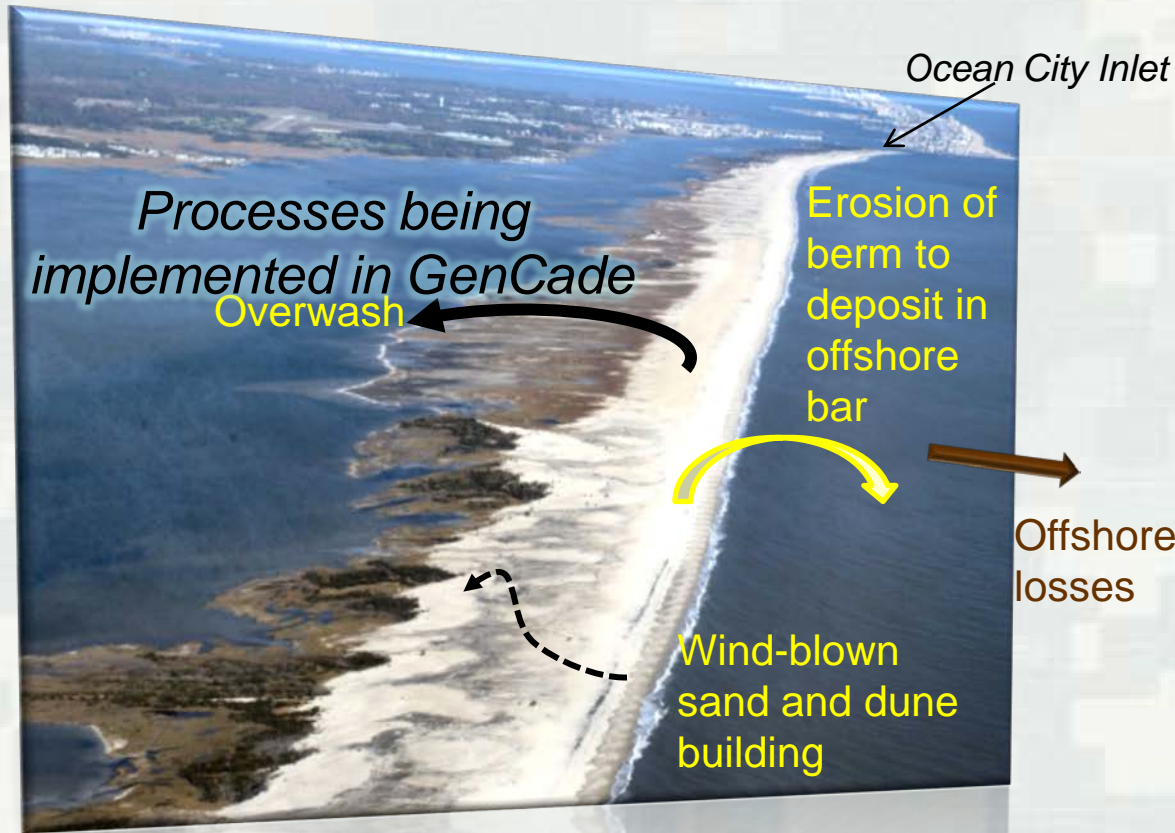 Ocean City Inlet
Processes being
implemented in GenCade
Overwash
Erosion of
berm to
deposit in
offshore
bar
Offshore
losses
Wind-blown
sand and dune
building